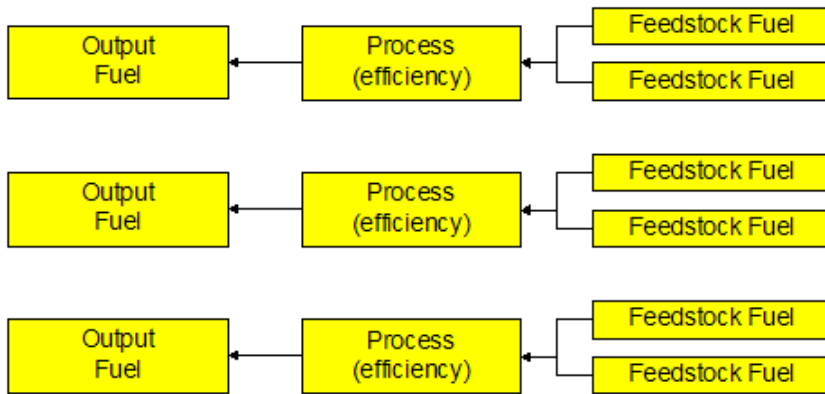 Output
Fuel
Process
(efficiency)
Feedstock Fuel
Feedstock Fuel
Output
Fuel
Process
(efficiency)
Feedstock Fuel
Feedstock Fuel
Output
Fuel
Process
(efficiency)
Feedstock Fuel
Feedstock Fuel